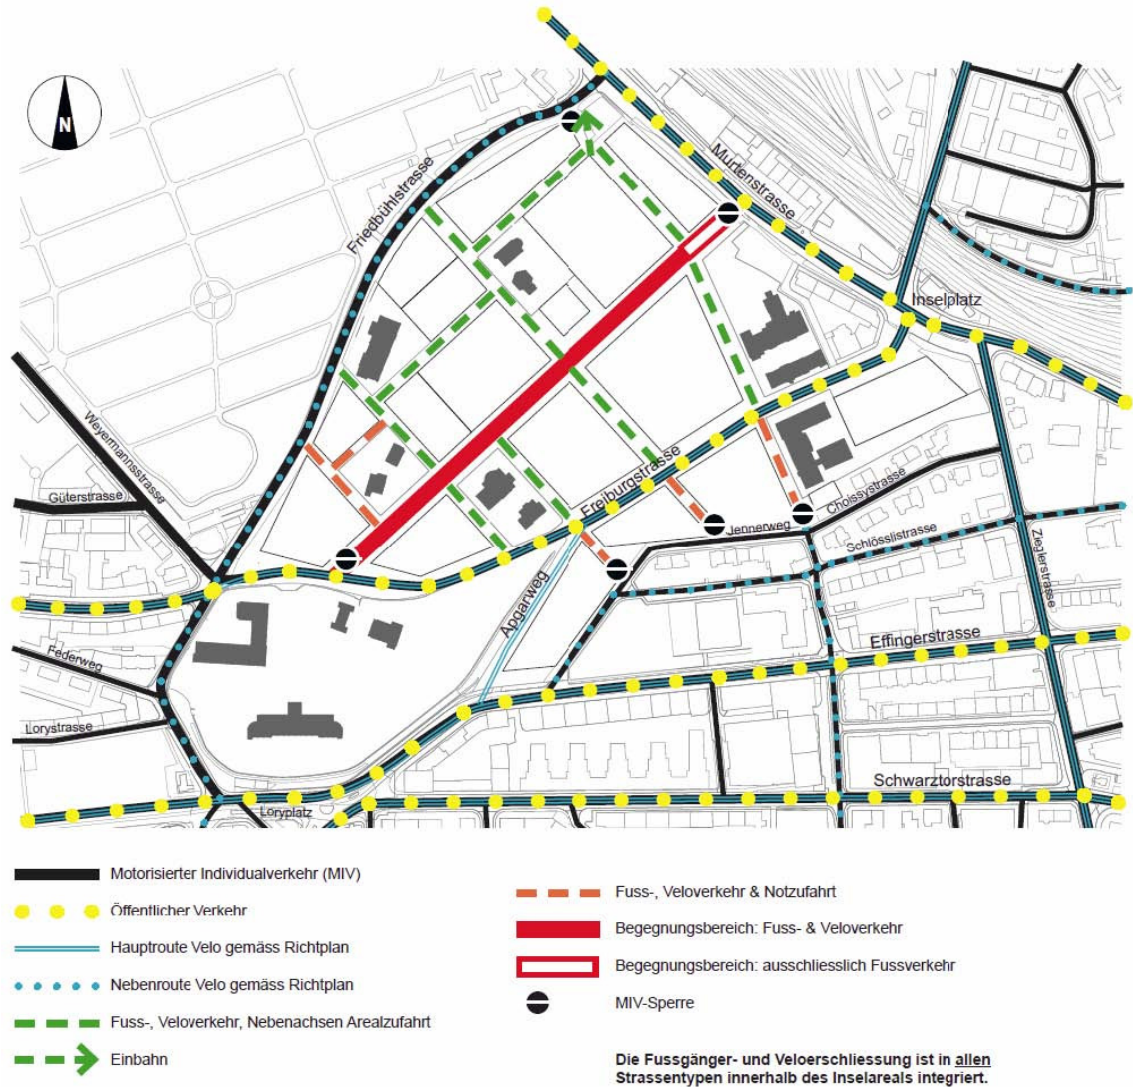 N
Friedbühlstrasse
Murtenstrasse
Inselplatz
Weyermannsstrasse
Güterstrasse
Freiburgstrasse
Choissystrasse
Jennerweg
Schlösslistrasse
Zieglerstrasse
Apgarweg
Effingerstrasse
Federweg
Lorystrasse
Schwarztorstrasse
Loryplatz
Motorisierter Individualverkehr (MIV)
Öffentlicher Verkehr
Hauptroute Velo gemäss Richtplan
Nebenroute Velo gemäss Richtplan
Fuss-, Veloverkehr, Nebenachsen Arealzufahrt
Einbahn
Fuss-, Veloverkehr & Notzufahrt
Begegnungsbereich: Fuss- & Veloverkehr
Begegnungsbereich: ausschliesslich Fussverkehr
MIV-Sperre
Die Fussgänger- und Veloerschliessung ist in allen
Strassentypen innerhalb des Inselareals integriert.